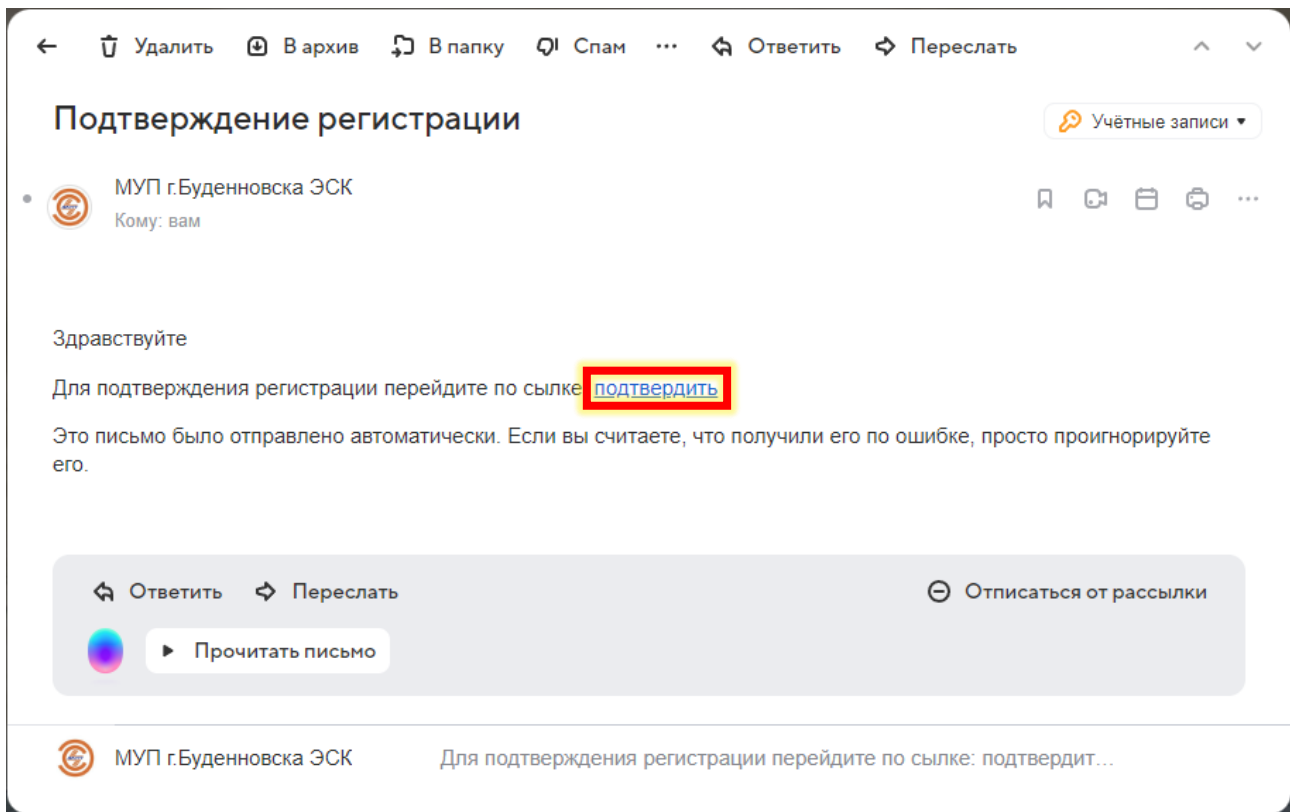 Удалить В архив В папку Спам ... Ответить Переслать
Подтверждение регистрации
Учётные записи
МУП г.Буденновска ЭСК
Кому: вам
Здравствуйте
Для подтверждения регистрации перейдите по сылке подтвердить
Это письмо было отправлено автоматически. Если вы считаете, что получили его по ошибке, просто проигнорируйте
его.
Ответить Переслать Отписаться от рассылки
Прочитать письмо
МУП г.Буденновска ЭСК Для подтверждения регистрации перейдите по сылке: подтвердит...